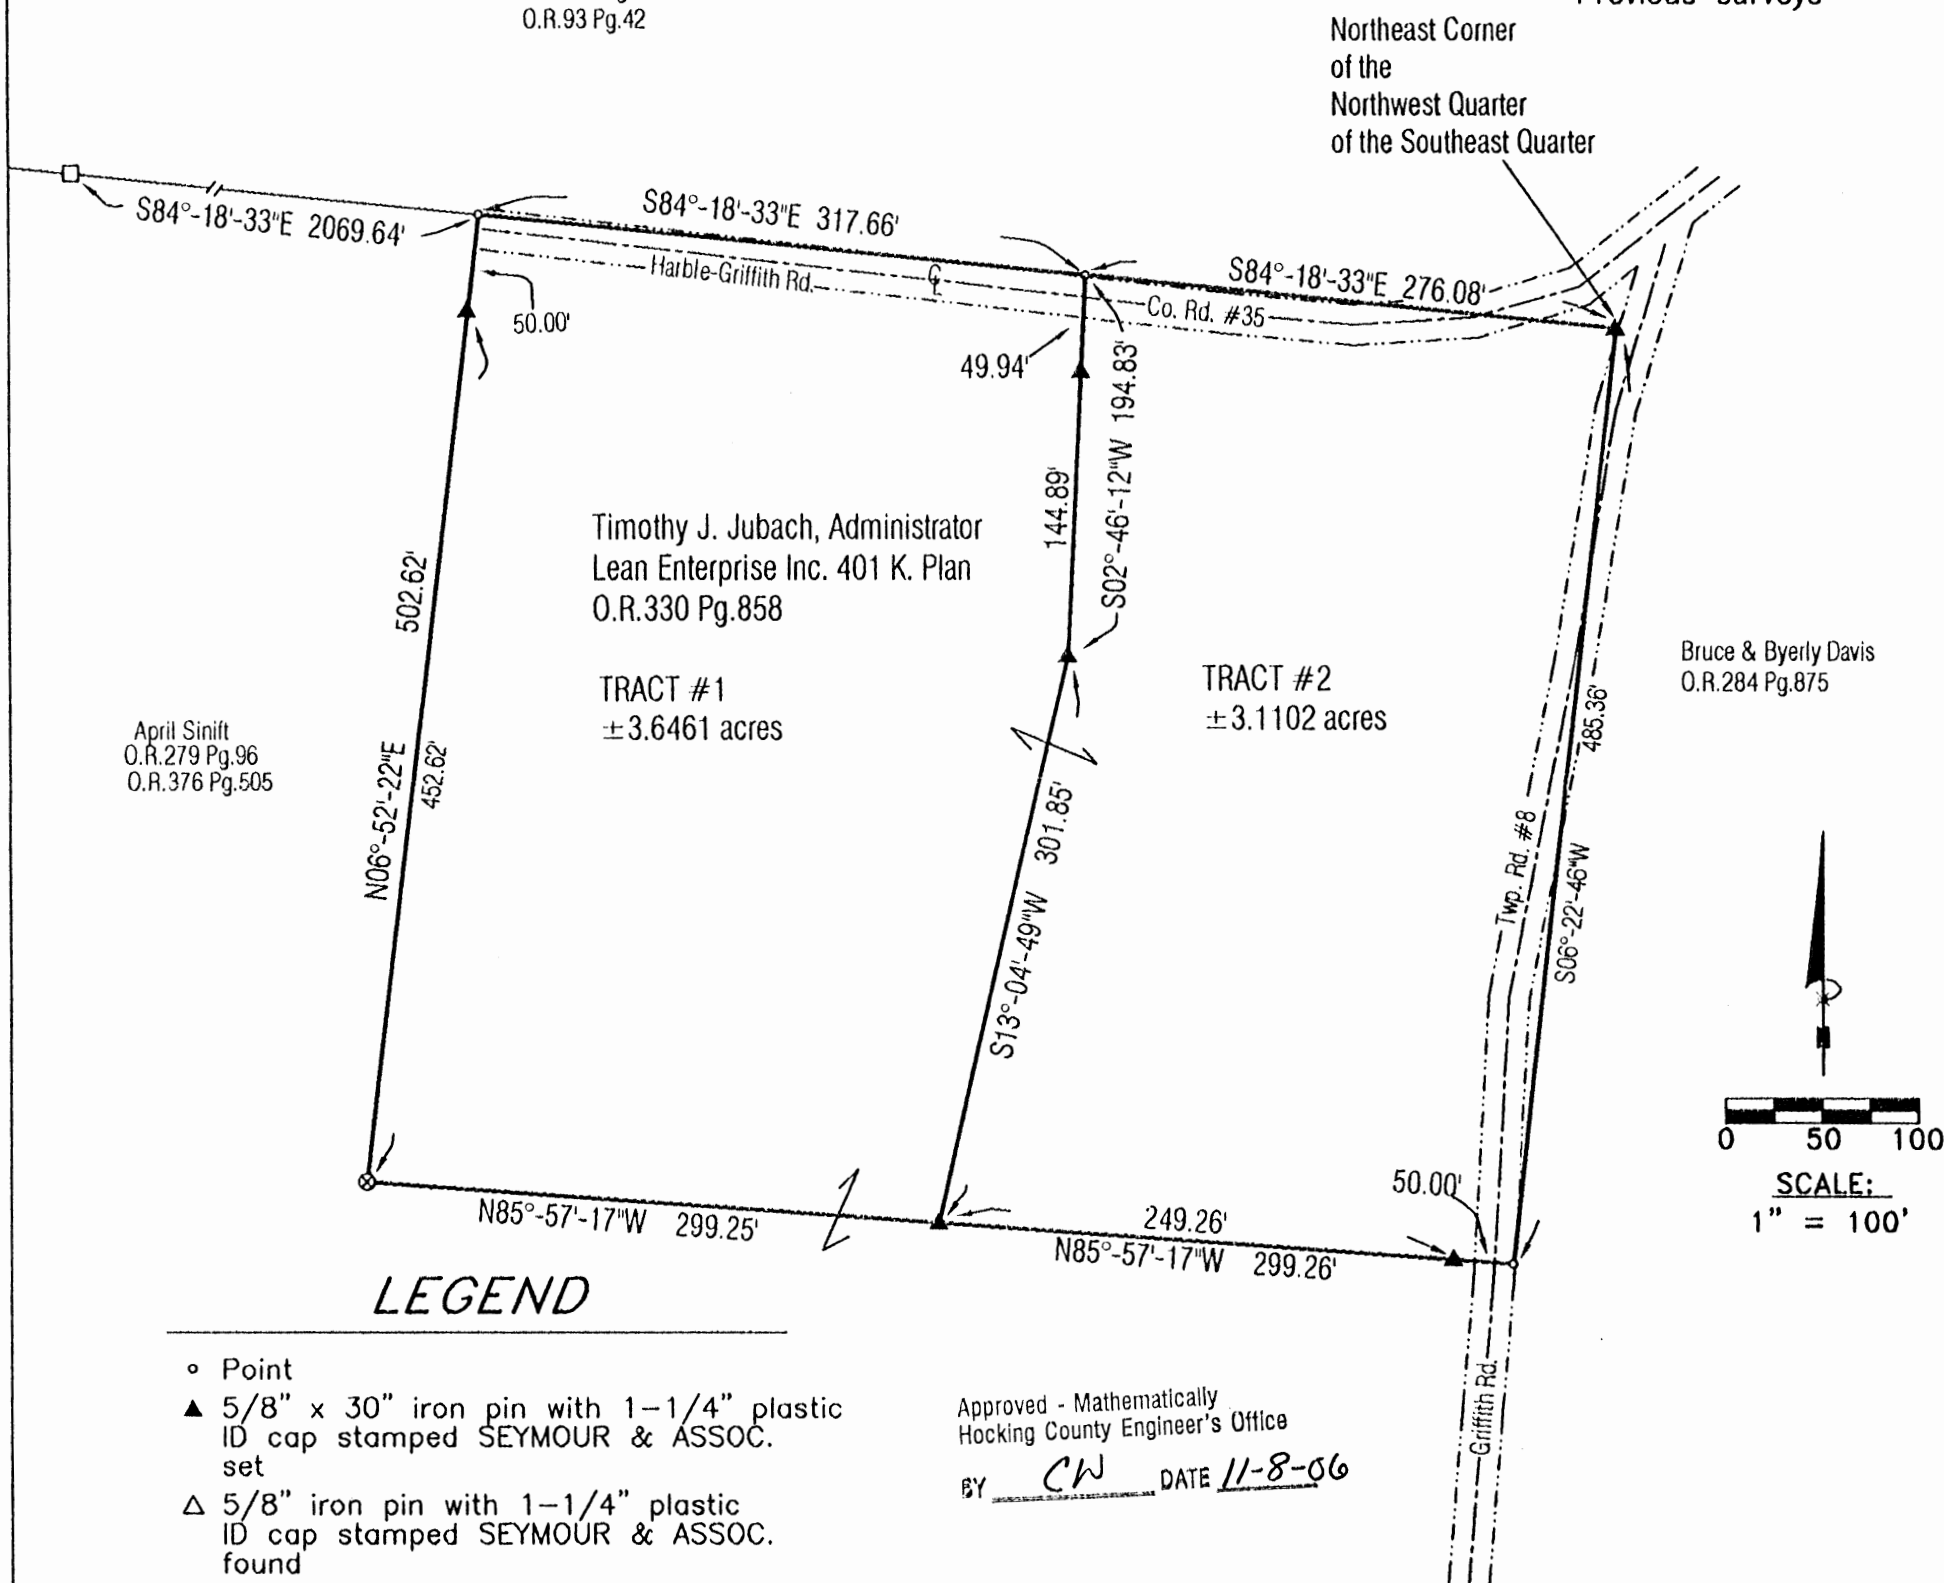 O.R.93 Pg.42
Previous surveys
Northeast Corner
of the
Northwest Quarter
of the Southeast Quarter
S84°-18'-33"E 2069.64'
S84°-18'-33"E 317.66'
S84°-18'-33"E 276.08'
Harble-Griffith Rd.
Co. Rd. #35
50.00'
49.94'
S02°-46'-12"W 194.83'
144.89'
Timothy J. Jubach, Administrator
Lean Enterprise Inc. 401 K. Plan
O.R.330 Pg.858
TRACT #1
±3.6461 acres
TRACT #2
±3.1102 acres
Bruce & Byerly Davis
O.R.284 Pg.875
April Sinift
O.R.279 Pg.96
O.R.376 Pg.505
502.62'
N06°-52'-22"E
452.62'
S13°-04'-49"W 301.85'
485.36'
S06°-22'-46"W
Twp. Rd. #8
N
0 50 100
SCALE:
1" = 100'
50.00'
N85°-57'-17"W 299.25'
249.26'
N85°-57'-17"W 299.26'
Griffith Rd.
LEGEND
Point
5/8" x 30" iron pin with 1-1/4" plastic
ID cap stamped SEYMOUR & ASSOC.
set
5/8" iron pin with 1-1/4" plastic
ID cap stamped SEYMOUR & ASSOC.
found
Approved - Mathematically
Hocking County Engineer's Office
BY CW DATE 11-8-06